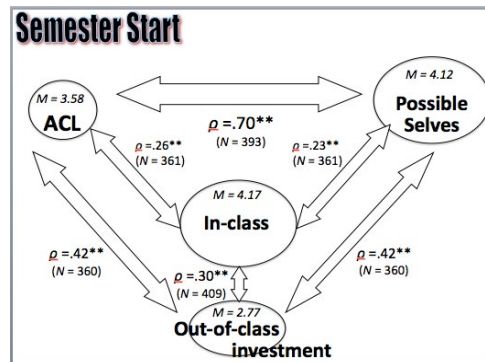 Semester Start
M = 3.58
ACL
M = 4.12
Possible
Selves
ρ =.70**
(N = 393)
ρ =.26**
(N = 361)
ρ =.23**
(N = 361)
M = 4.17
In-class
ρ =.42**
(N = 360)
ρ =.30**
(N = 409)
ρ =.42**
(N = 360)
M = 2.77
Out-of-class
investment